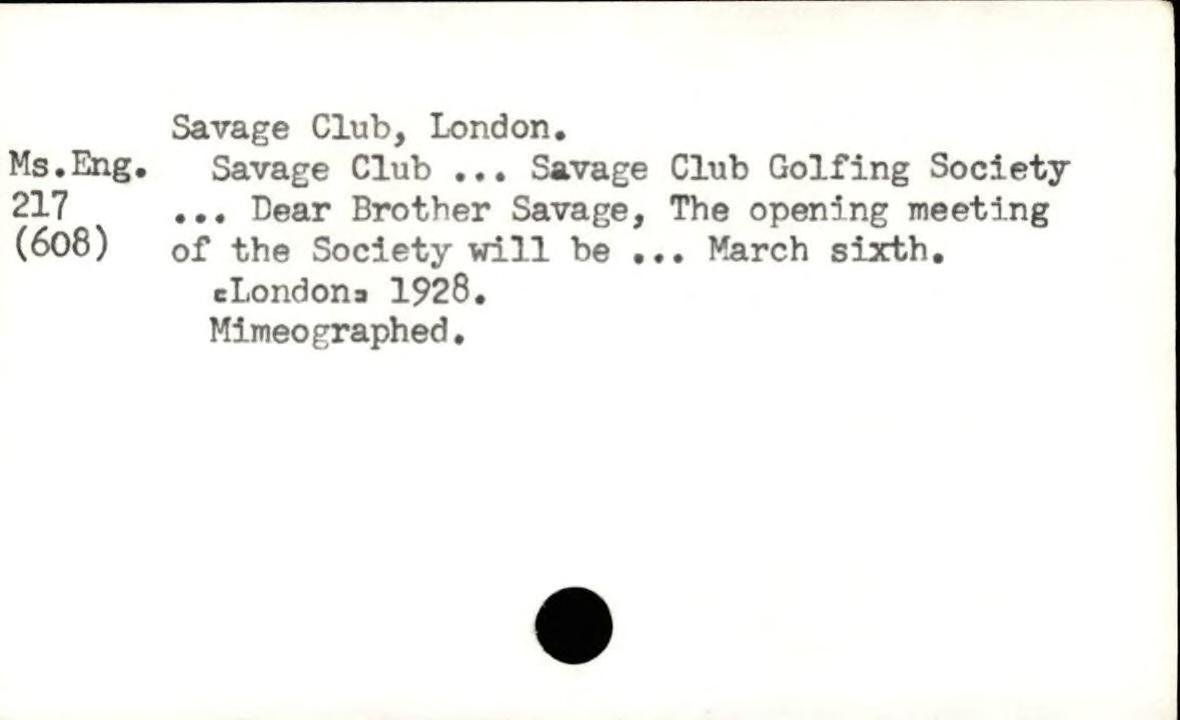 Savage Club, London.
Ms.Eng. Savage Club ... Savage Club Golfing Society
217 ... Dear Brother Savage, The opening meeting
(608) of the Society will be ... March sixth.
[London] 1928.
Mimeographed.